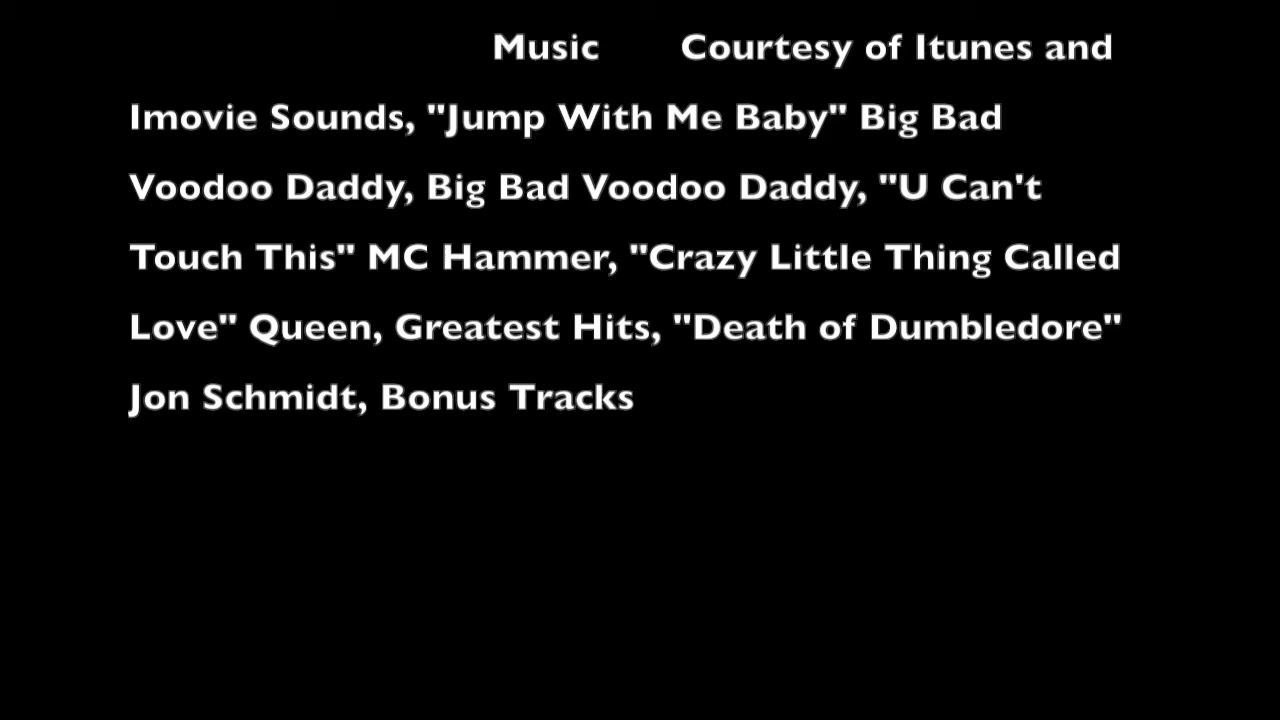 Music Courtesy of Itunes and
Imovie Sounds, "Jump With Me Baby" Big Bad
Voodoo Daddy, Big Bad Voodoo Daddy, "U Can't
Touch This" MC Hammer, "Crazy Little Thing Called
Love" Queen, Greatest Hits, "Death of Dumbledore"
Jon Schmidt, Bonus Tracks